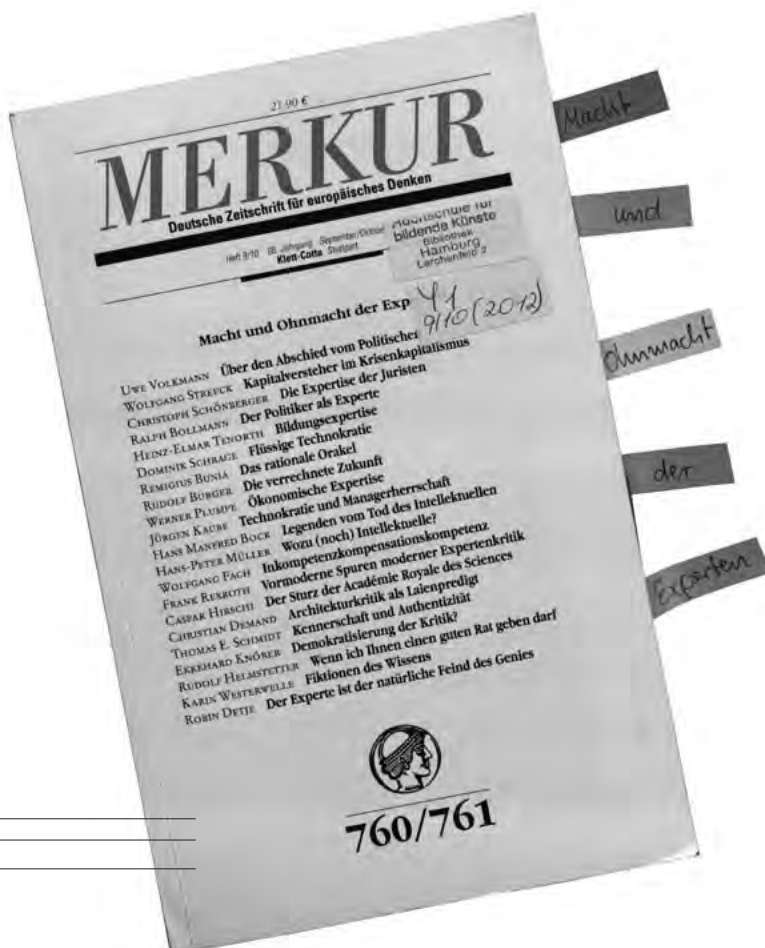 21.90 €
MERKUR
Deutsche Zeitschrift für europäisches Denken
Heft 9/10 66. Jahrgang September/Oktober
Klett-Cotta Stuttgart
Hochschule für
bildende Künste
Bibliothek
Hamburg
Lerchenfeld 2
Y 1
9/10 (2012)
Macht und Ohnmacht der Exp
UWE VOLKMANN Über den Abschied vom Politischen
WOLFGANG STREECK Kapitalversteher im Krisenkapitalismus
CHRISTOPH SCHÖNBERGER Die Expertise der Juristen
RALPH BOLLMANN Der Politiker als Experte
HEINZ-ELMAR TENORTH Bildungsexpertise
DOMINIK SCHRAGE Flüssige Technokratie
REMIGIUS BUNIA Das rationale Orakel
RUDOLF BURGER Die verrechnete Zukunft
WERNER PLUMPE Ökonomische Expertise
JÜRGEN KAUBE Technokratie und Managerherrschaft
HANS MANFRED BOCK Legenden vom Tod des Intellektuellen
HANS-PETER MÜLLER Wozu (noch) Intellektuelle?
WOLFGANG FACH Inkompetenzkompensationskompetenz
FRANK REXROTH Vormoderne Spuren moderner Expertenkritik
CASPAR HIRSCHI Der Sturz der Académie Royale des Sciences
CHRISTIAN DEMAND Architekturkritik als Laienpredigt
THOMAS E. SCHMIDT Kennerschaft und Authentizität
EKKEHARD KNÖRER Demokratisierung der Kritik?
RUDOLF HELMSTETTER Wenn ich Ihnen einen guten Rat geben darf
KARIN WESTERWELLE Fiktionen des Wissens
ROBIN DETJE Der Experte ist der natürliche Feind des Genies
760/761
Macht
und
Ohnmacht
der
Experten